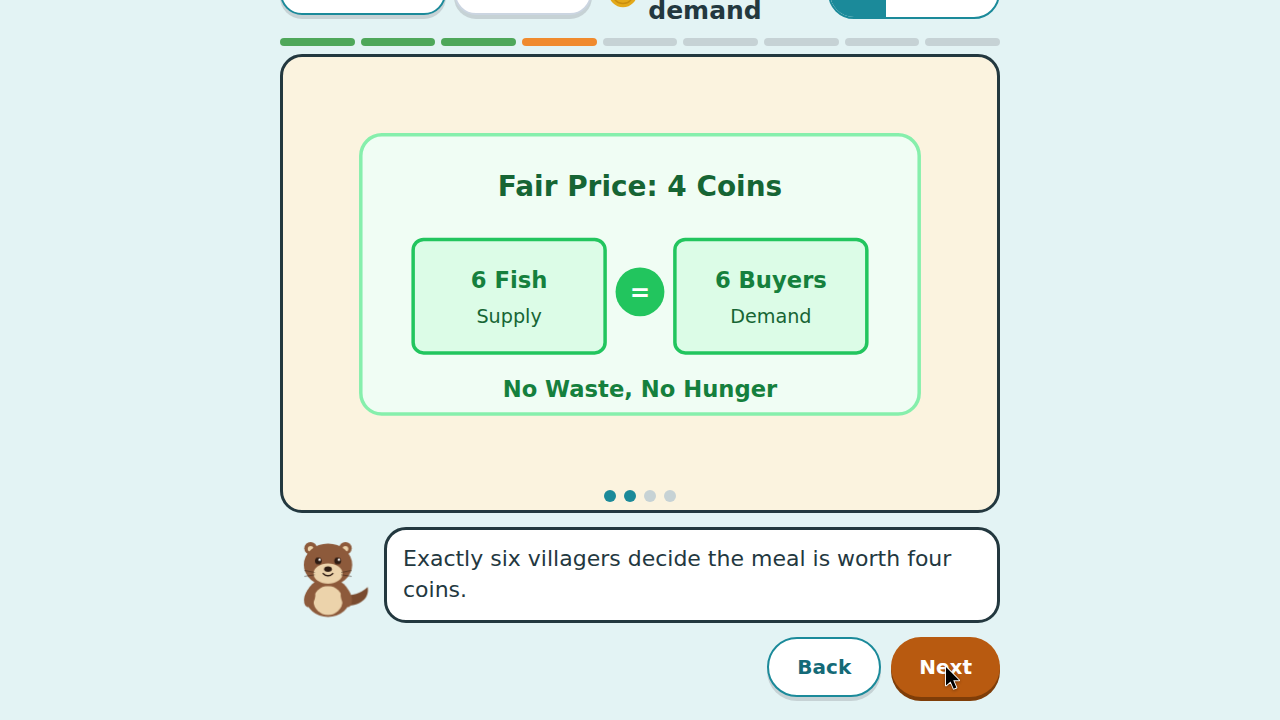 demand
Fair Price: 4 Coins
6 Fish
Supply
=
6 Buyers
Demand
No Waste, No Hunger
Exactly six villagers decide the meal is worth four
coins.
Back
Next